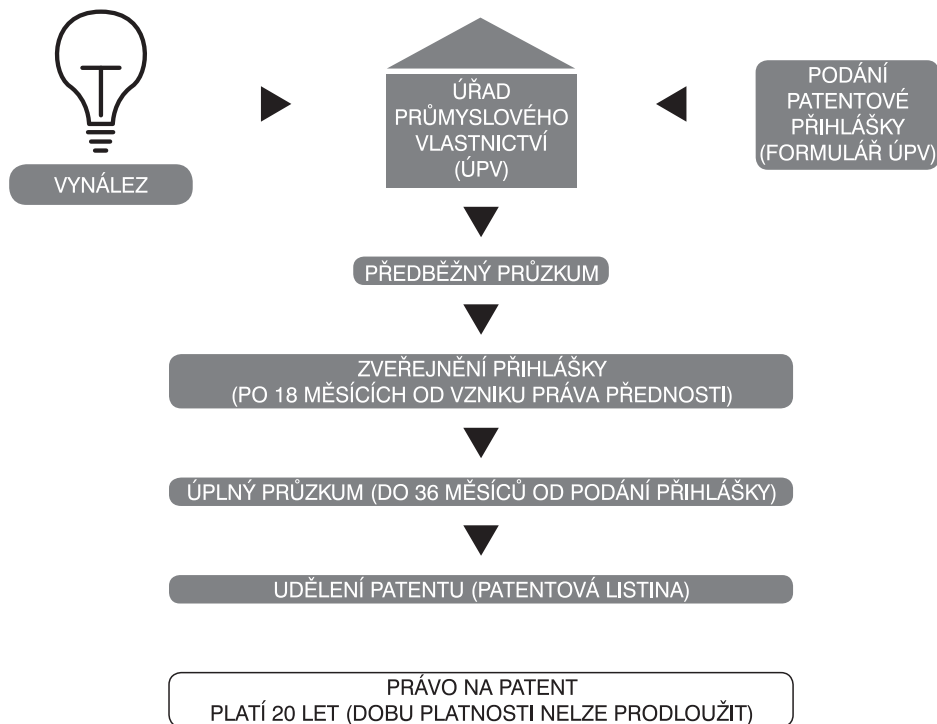 VYNÁLEZ
ÚŘAD
PRŮMYSLOVÉHO
VLASTNICTVÍ
(ÚPV)
PODÁNÍ
PATENTOVÉ
PŘIHLÁŠKY
(FORMULÁŘ ÚPV)
PŘEDBĚŽNÝ PRŮZKUM
ZVEŘEJNĚNÍ PŘIHLÁŠKY
(PO 18 MĚSÍCÍCH OD VZNIKU PRÁVA PŘEDNOSTI)
ÚPLNÝ PRŮZKUM (DO 36 MĚSÍCŮ OD PODÁNÍ PŘIHLÁŠKY)
UDĚLENÍ PATENTU (PATENTOVÁ LISTINA)
PRÁVO NA PATENT
PLATÍ 20 LET (DOBU PLATNOSTI NELZE PRODLOUŽIT)